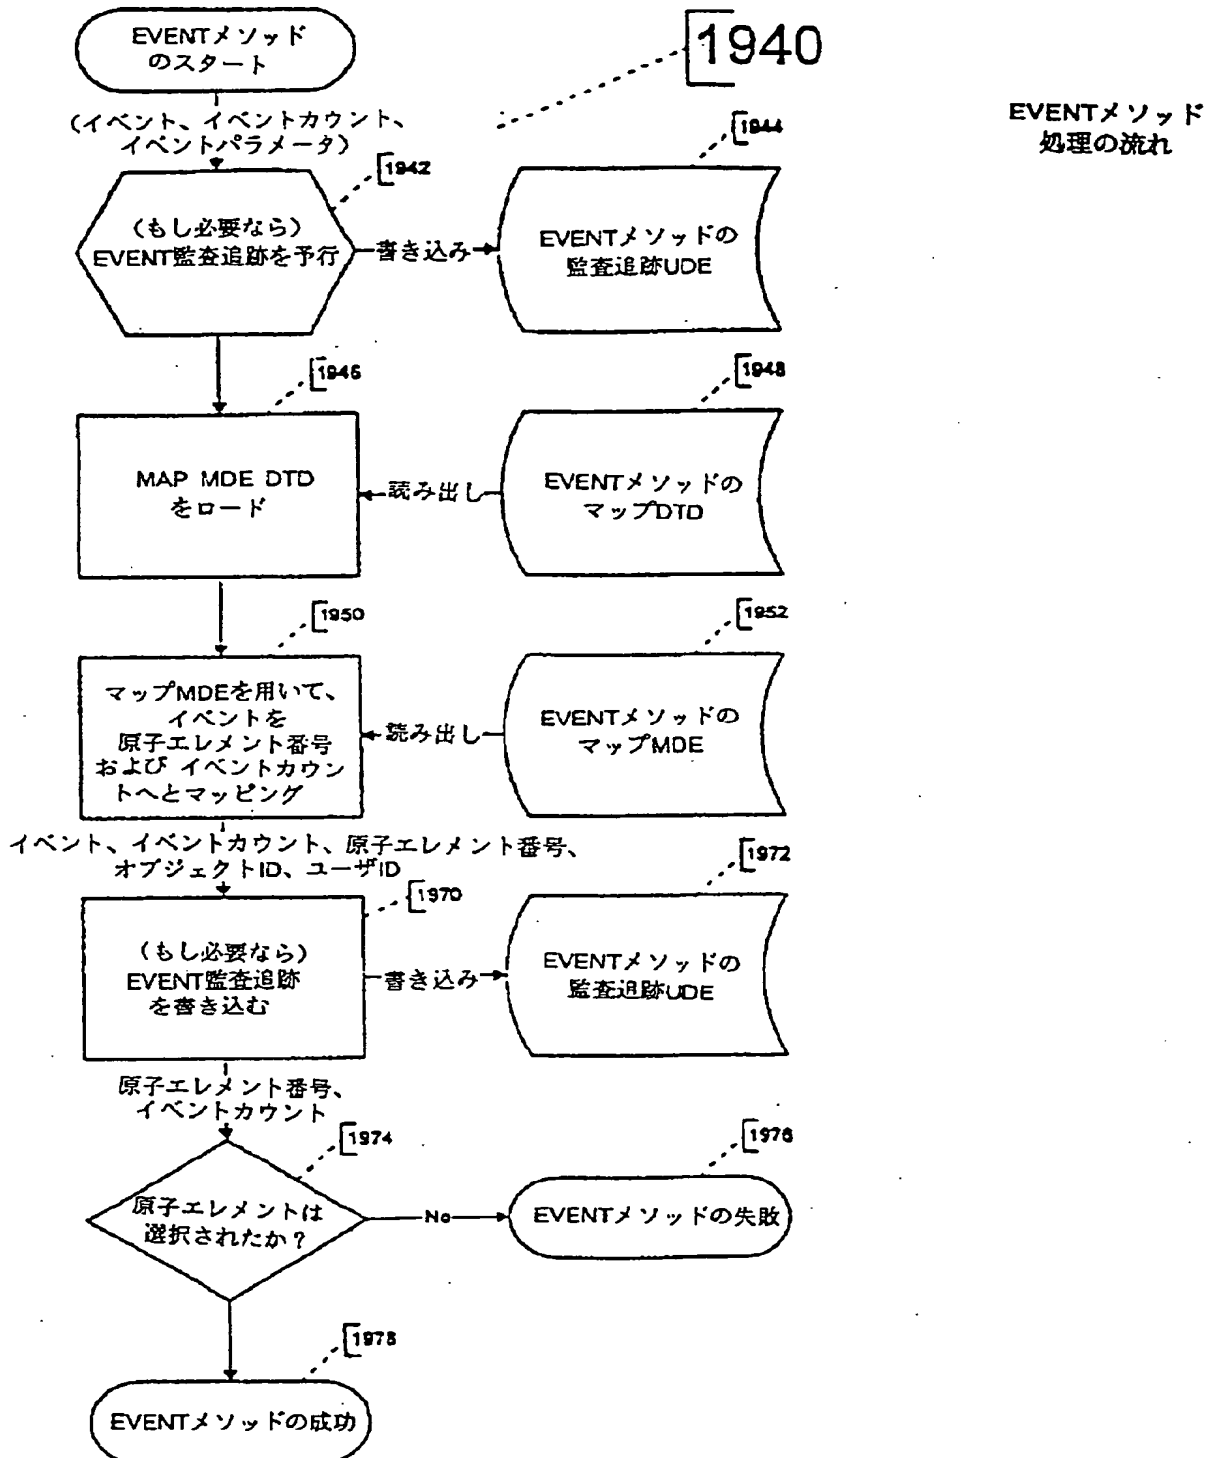 EVENTメソッド
のスタート
1940
EVENTメソッド
処理の流れ
(イベント、イベントカウント、
イベントパラメータ)
1942
1944
(もし必要なら)
EVENT監査追跡を予行
書き込み
EVENTメソッドの
監査追跡UDE
1946
1948
MAP MDE DTD
をロード
読み出し
EVENTメソッドの
マップDTD
1950
1952
マップMDEを用いて、
イベントを
原子エレメント番号
および イベントカウン
トへとマッピング
読み出し
EVENTメソッドの
マップMDE
イベント、イベントカウント、原子エレメント番号、
オブジェクトID、ユーザID
1970
1972
(もし必要なら)
EVENT監査追跡
を書き込む
書き込み
EVENTメソッドの
監査追跡UDE
原子エレメント番号、
イベントカウント
1974
1976
原子エレメントは
選択されたか?
No
EVENTメソッドの失敗
1978
EVENTメソッドの成功